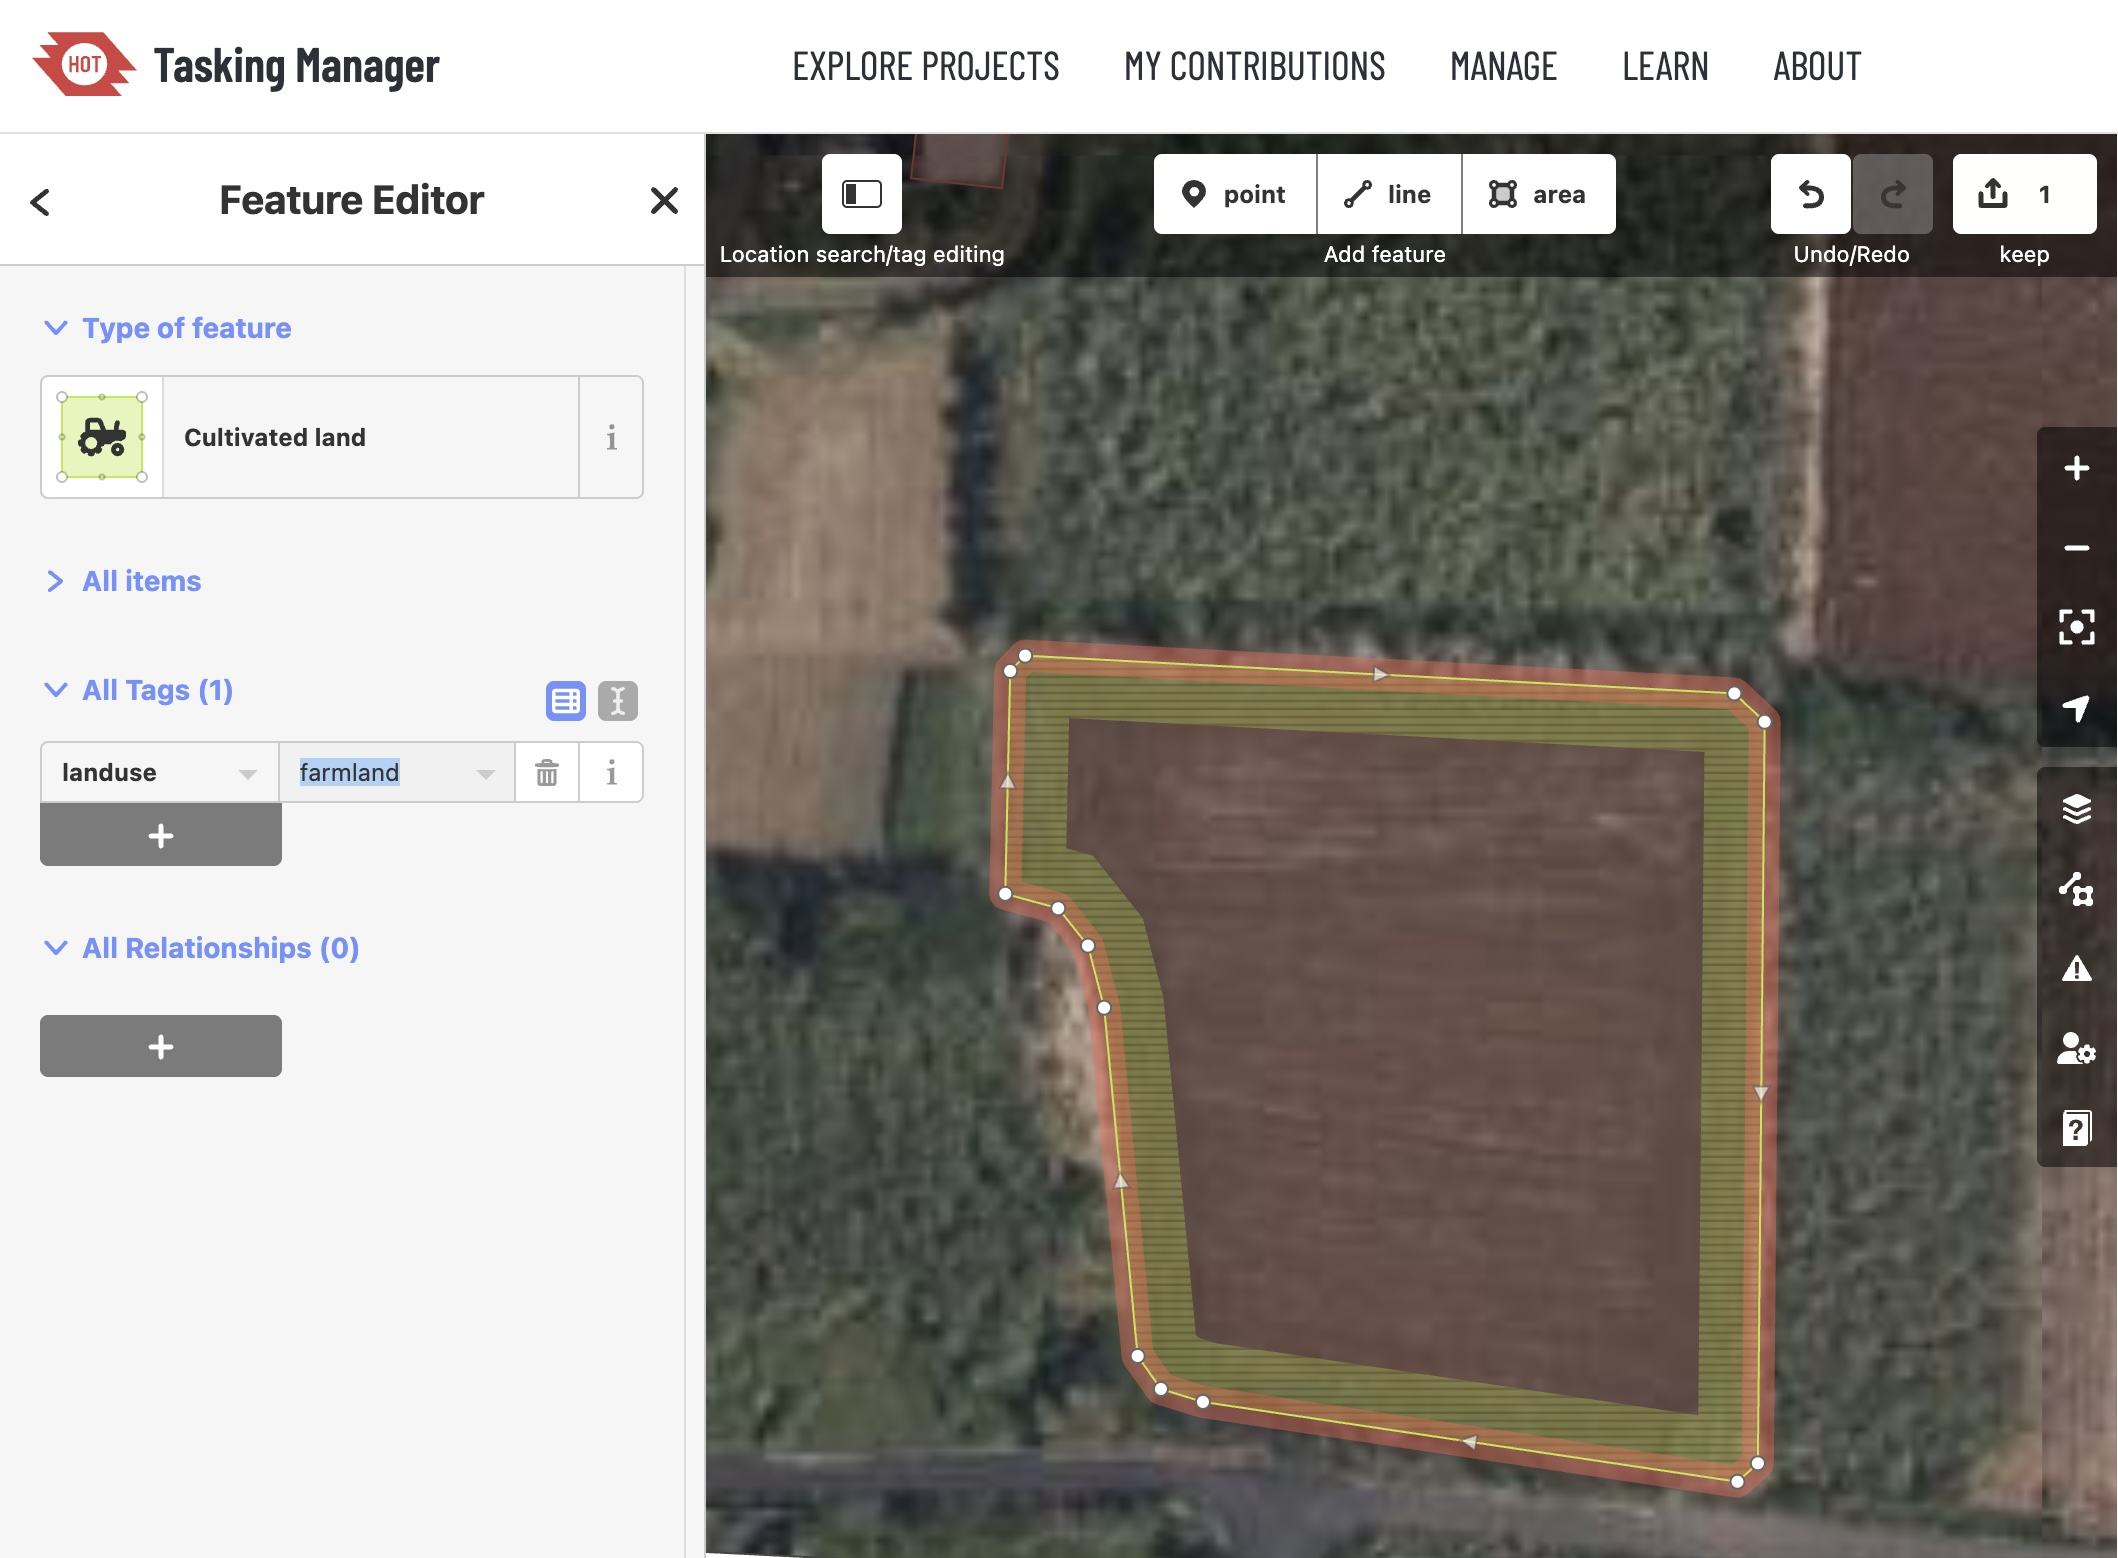 HOT Tasking Manager
EXPLORE PROJECTS MY CONTRIBUTIONS MANAGE LEARN ABOUT
Feature Editor
Type of feature
Cultivated land
i
All items
All Tags (1)
landuse farmland i
+
All Relationships (0)
+
point line area
1
Location search/tag editing Add feature Undo/Redo keep
?